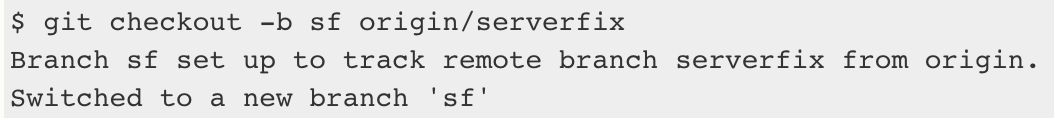 $ git checkout -b sf origin/serverfix
Branch sf set up to track remote branch serverfix from origin.
Switched to a new branch 'sf'